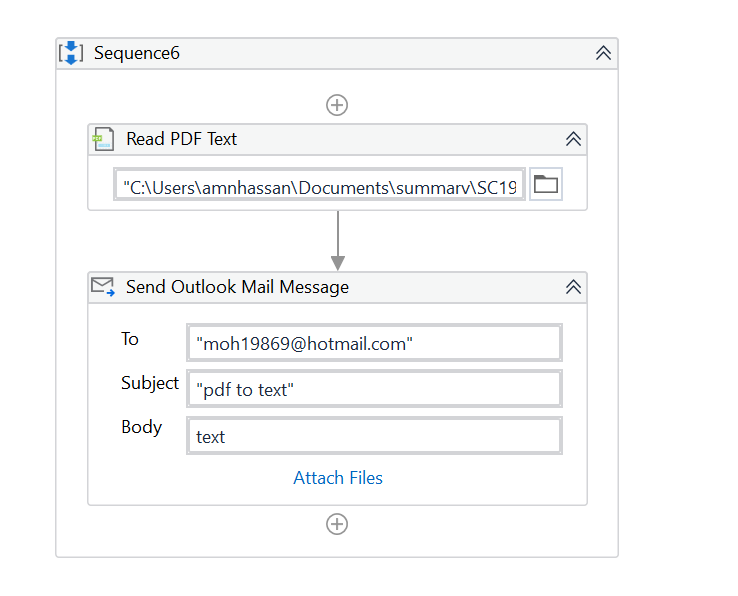 Sequence6
Read PDF Text
"C:\Users\amnhassan\Documents\summary\SC19
Send Outlook Mail Message
To
"moh19869@hotmail.com"
Subject
"pdf to text"
Body
text
Attach Files